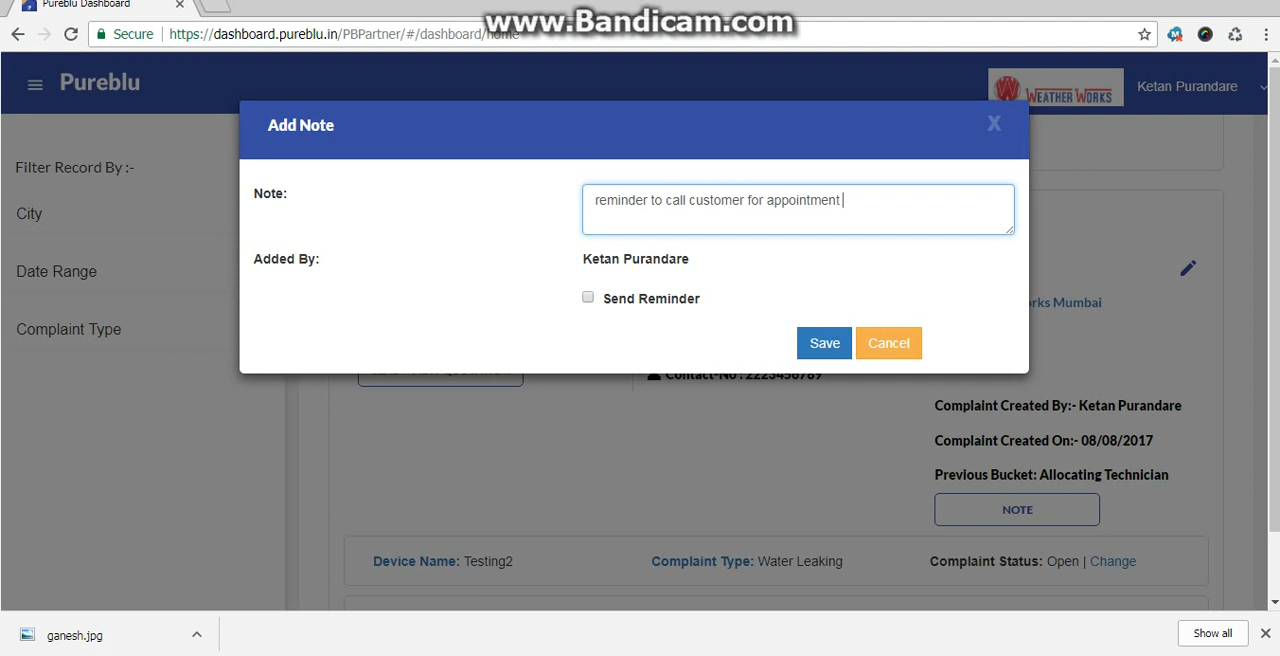 Pureblu Dashboard
www.Bandicam.com
Secure
https://dashboard.pureblu.in/PBPartner/#/dashboard/home
Pureblu
WEATHER WORKS
Ketan Purandare
Add Note
X
Filter Record By :-
City
Date Range
Complaint Type
Note:
reminder to call customer for appointment
Added By:
Ketan Purandare
Send Reminder
Save
Cancel
rks Mumbai
Contact-No : 2223456789
Complaint Created By:- Ketan Purandare
Complaint Created On:- 08/08/2017
Previous Bucket: Allocating Technician
NOTE
Device Name: Testing2
Complaint Type: Water Leaking
Complaint Status: Open | Change
ganesh.jpg
Show all